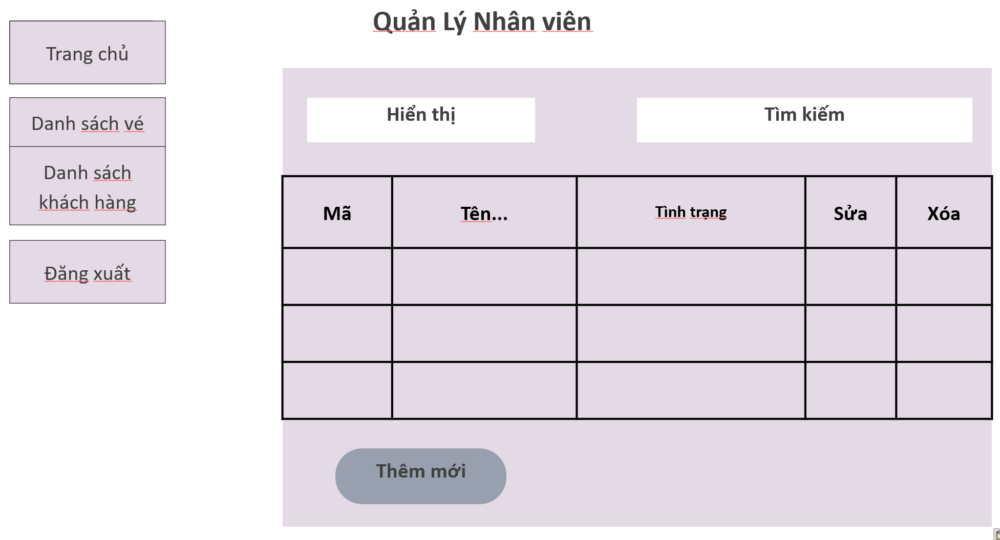 Quản Lý Nhân viên
Trang chủ
Danh sách vé
Danh sách
khách hàng
Đăng xuất
Hiển thị
Tìm kiếm
Mã
Tên...
Tình trạng
Sửa
Xóa
Thêm mới